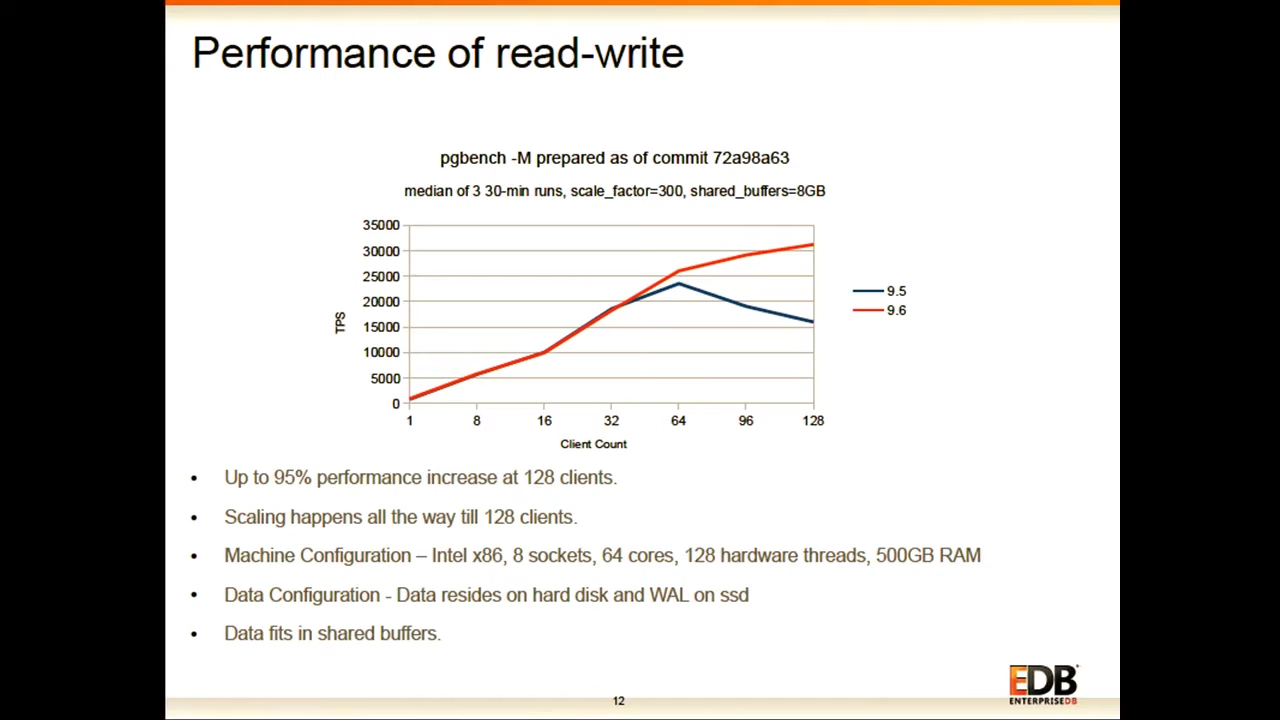 Performance of read-write
pgbench -M prepared as of commit 72a98a63
median of 3 30-min runs, scale_factor=300, shared_buffers=8GB
35000
30000
25000
20000
15000
10000
5000
0
TPS
1 8 16 32 64 96 128
Client Count
9.5
9.6
• Up to 95% performance increase at 128 clients.
• Scaling happens all the way till 128 clients.
• Machine Configuration – Intel x86, 8 sockets, 64 cores, 128 hardware threads, 500GB RAM
• Data Configuration - Data resides on hard disk and WAL on ssd
• Data fits in shared buffers.
EDB
ENTERPRISEDB
12